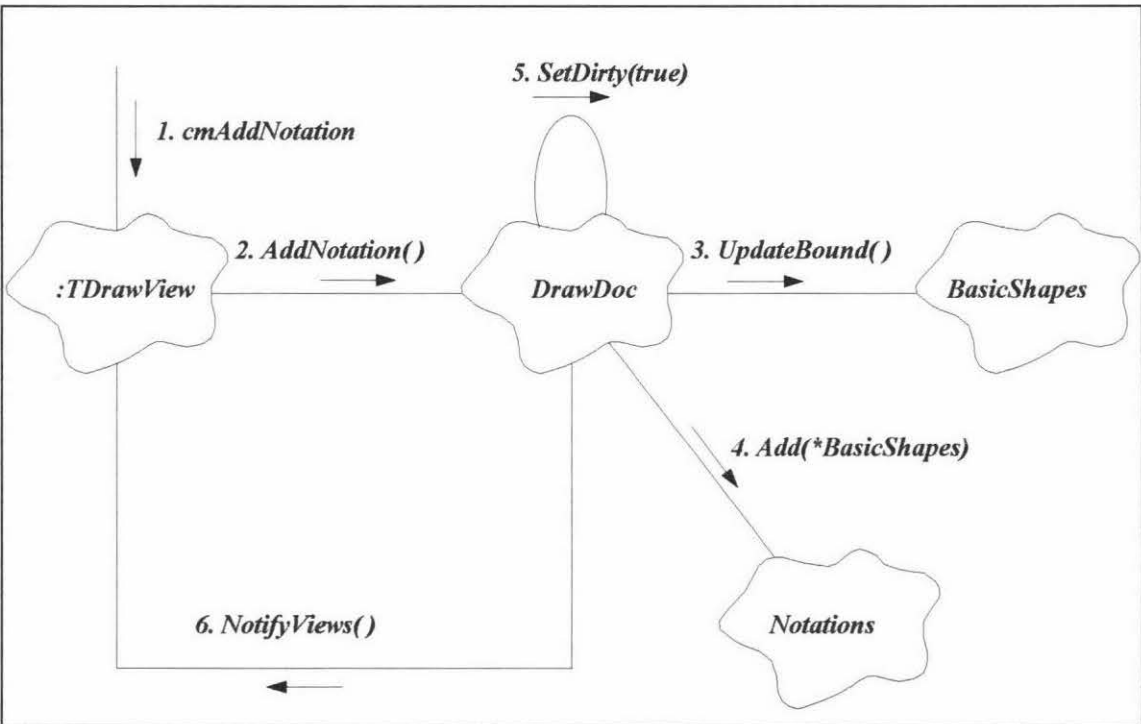 5. SetDirty(true)
1. cmAddNotation
2. AddNotation( )
3. UpdateBound( )
:TDrawView
DrawDoc
BasicShapes
4. Add(*BasicShapes)
6. NotifyViews( )
Notations